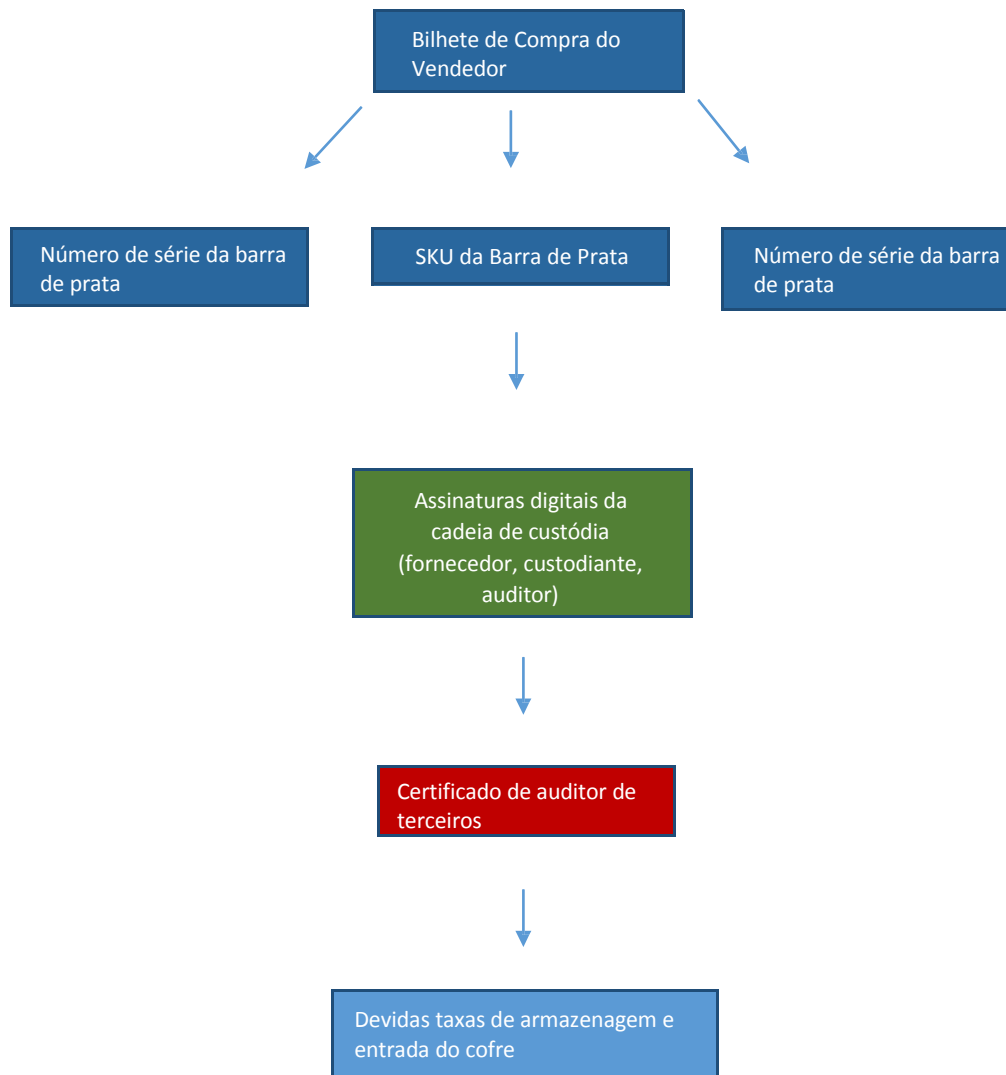 Bilhete de Compra do
Vendedor
Número de série da barra
de prata
SKU da Barra de Prata
Número de série da barra
de prata
Assinaturas digitais da
cadeia de custódia
(fornecedor, custodiante,
auditor)
Certificado de auditor de
terceiros
Devidas taxas de armazenagem e
entrada do cofre